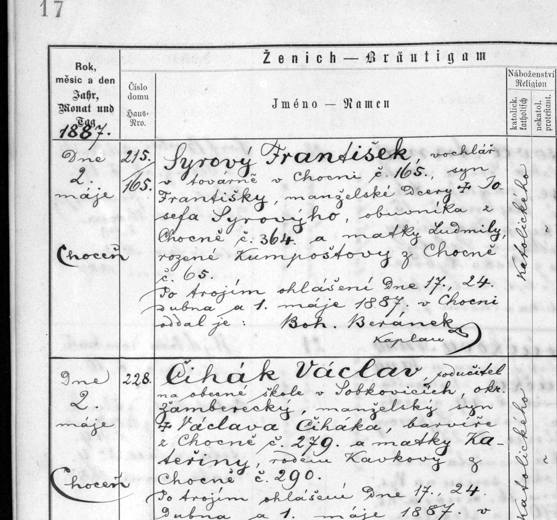 17
Ženich — Bräutigam
Rok,
měsíc a den
Jahr,
Monat und
Tag
1887.
Číslo
domu
Haus-
Nro.
Jméno — Namen
Náboženství
Religion
katolick.
katholisch
nekatol.
protestant.
Dne
2.
máje
Choceň
215.
165.
Syrový František, vochlář
v továrně v Chocni č. 165., syn
Františky, manželské dcery † Jo
sefa Syrovýho, obuvníka z
Chocně č. 364. a matky Ludmily,
rozené Kumpoštovy z Chocně
č. 65.
Po trojím ohlášení Dne 17., 24.
dubna a 1. máje 1887. v Chocni
oddal je: Boh. Beránek
Kaplan
Katolického
Dne
2.
máje
Choceň
228.
Čihák Václav, podučitel
na obecné škole v Sobkovicích, okr.
žamberecký, manželský syn
† Václava Čiháka, barvíře
z Chocně č. 279. a matky Ka-
teřiny, rodem Kavkovy z
Chocně č. 290.
Po trojím ohlášení Dne 17., 24.
Dubna a 1. máje 1887. v
Katolického